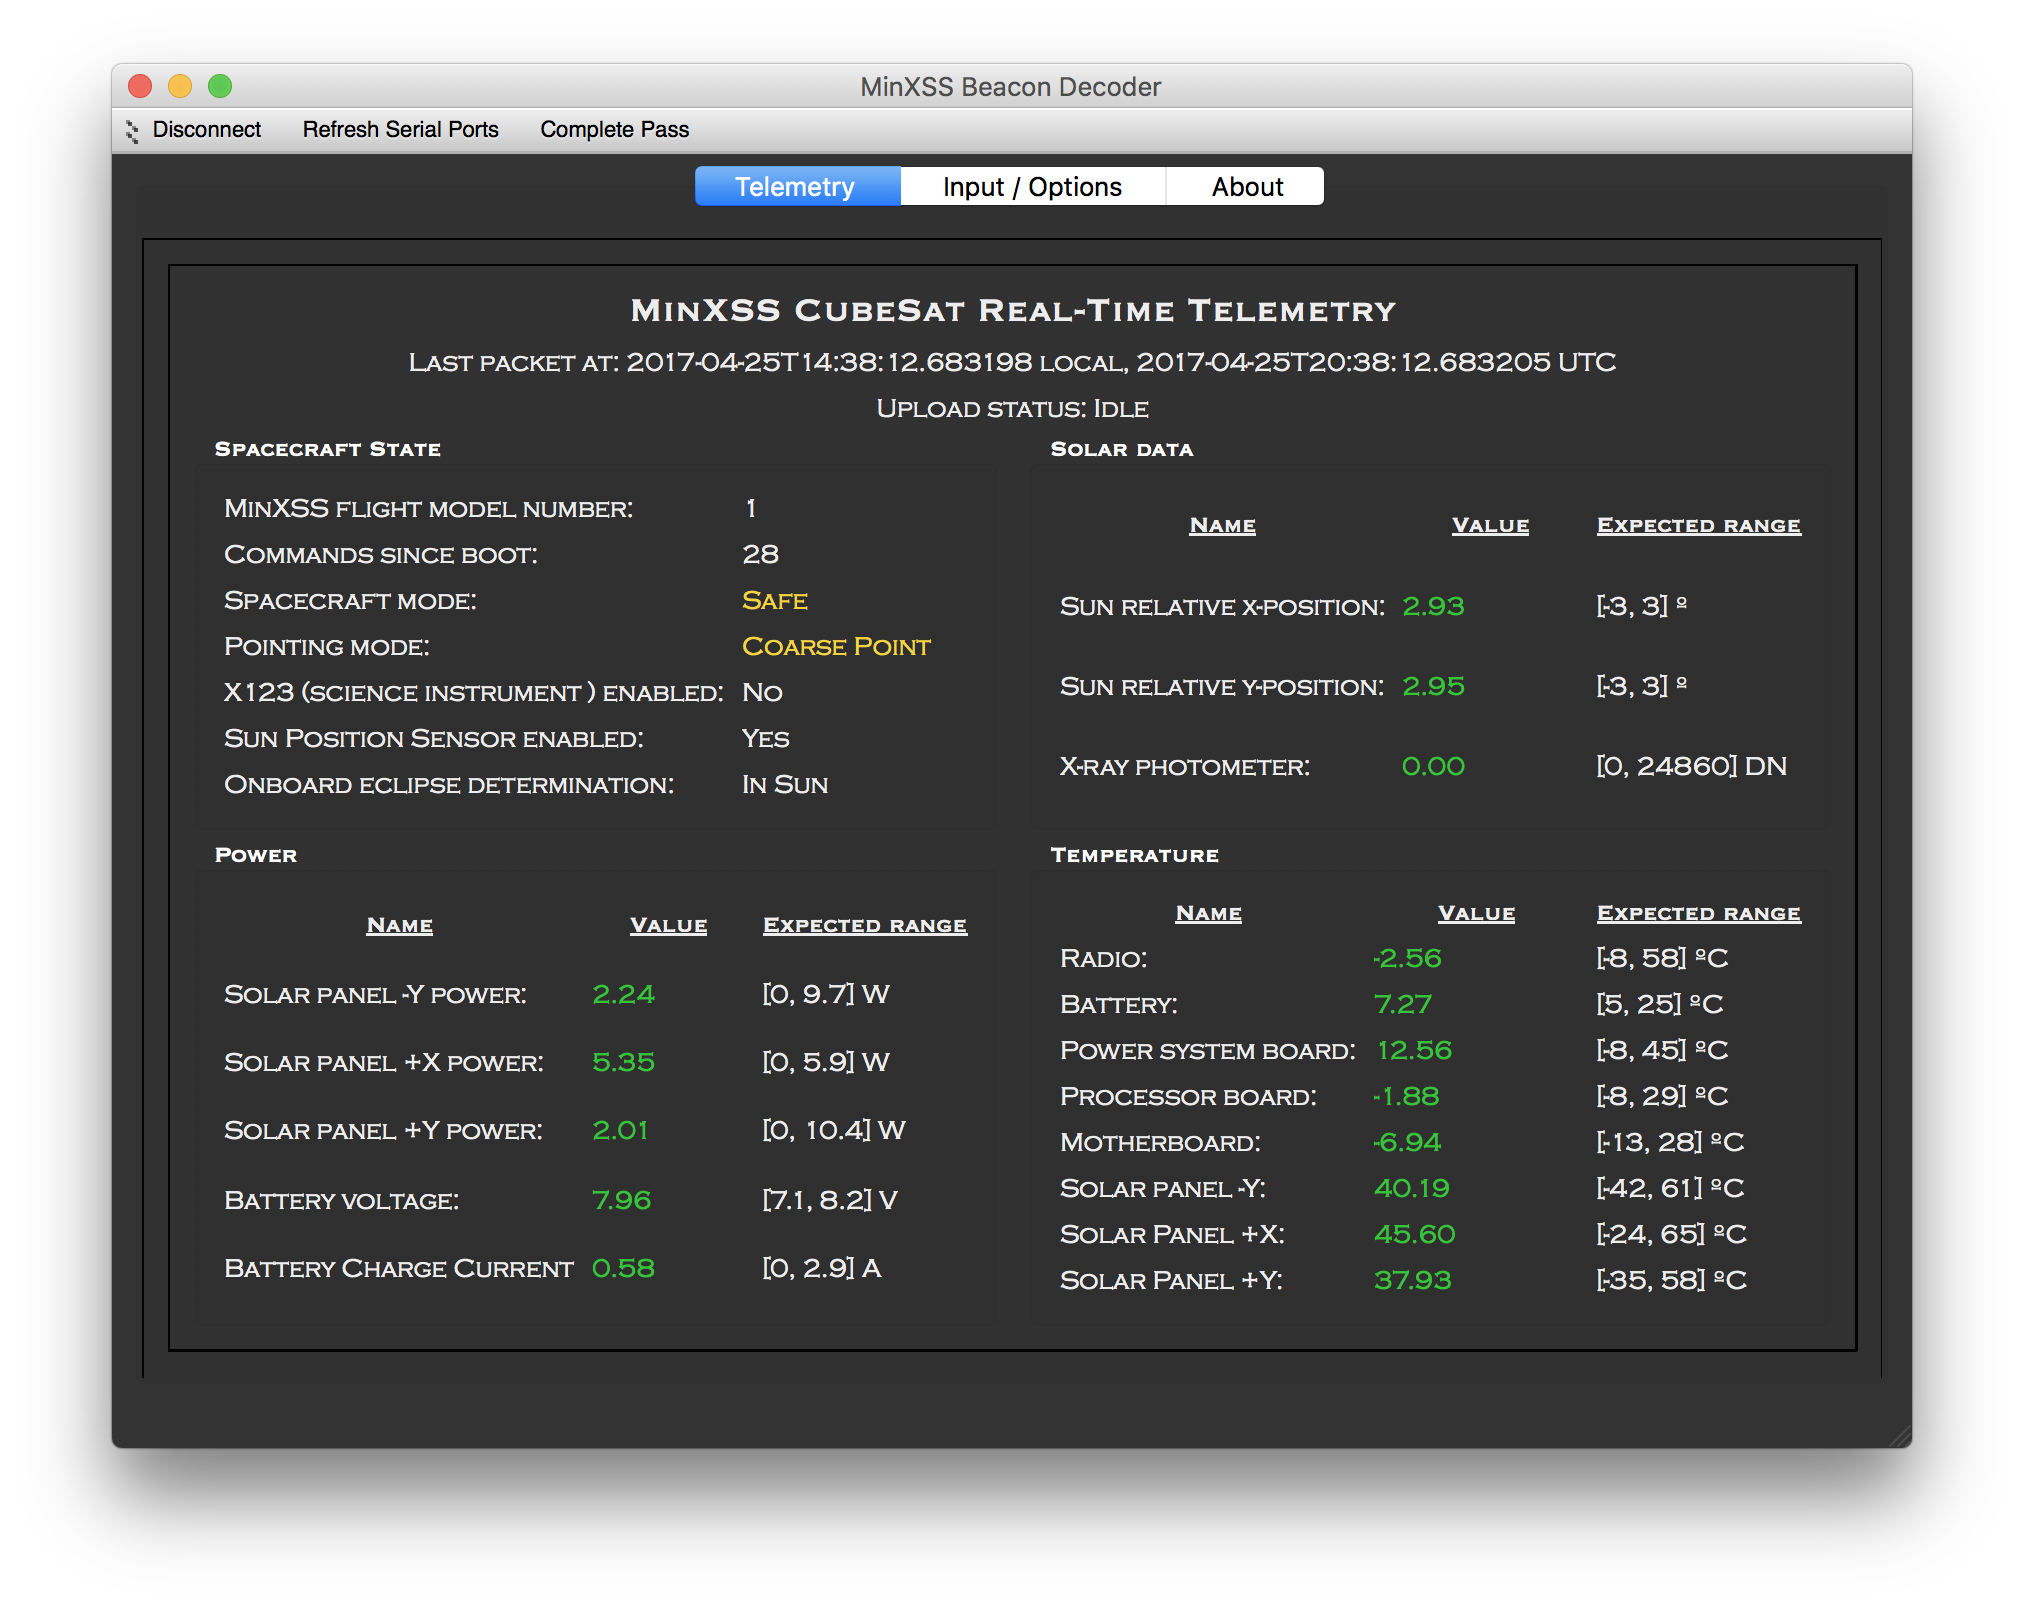 MinXSS Beacon Decoder
Disconnect Refresh Serial Ports Complete Pass
Telemetry Input / Options About
MinXSS CubeSat Real-Time Telemetry
Last packet at: 2017-04-25T14:38:12.683198 local, 2017-04-25T20:38:12.683205 UTC
Upload status: Idle
Spacecraft State
MinXSS flight model number: 1
Commands since boot: 28
Spacecraft mode: Safe
Pointing mode: Coarse Point
X123 (science instrument) enabled: No
Sun Position Sensor enabled: Yes
Onboard eclipse determination: In Sun
Solar data
Name Value Expected range
Sun relative x-position: 2.93 [-3, 3] º
Sun relative y-position: 2.95 [-3, 3] º
X-ray photometer: 0.00 [0, 24860] DN
Power
Name Value Expected range
Solar panel -Y power: 2.24 [0, 9.7] W
Solar panel +X power: 5.35 [0, 5.9] W
Solar panel +Y power: 2.01 [0, 10.4] W
Battery voltage: 7.96 [7.1, 8.2] V
Battery Charge Current 0.58 [0, 2.9] A
Temperature
Name Value Expected range
Radio: -2.56 [-8, 58] ºC
Battery: 7.27 [5, 25] ºC
Power system board: 12.56 [-8, 45] ºC
Processor board: -1.88 [-8, 29] ºC
Motherboard: -6.94 [-13, 28] ºC
Solar panel -Y: 40.19 [-42, 61] ºC
Solar Panel +X: 45.60 [-24, 65] ºC
Solar Panel +Y: 37.93 [-35, 58] ºC